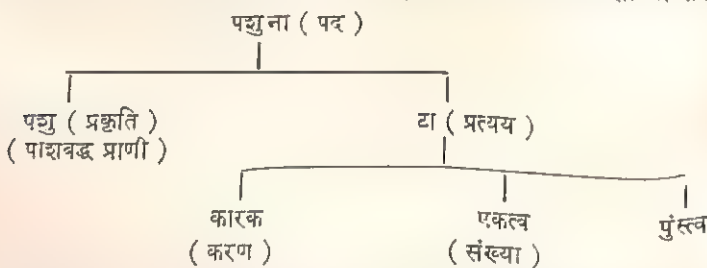 पशुना ( पद )
पशु ( प्रकृति ) टा ( प्रत्यय )
( पाशबद्ध प्राणी )
कारक एकत्व पुंस्त्व
( करण ) ( संख्या )